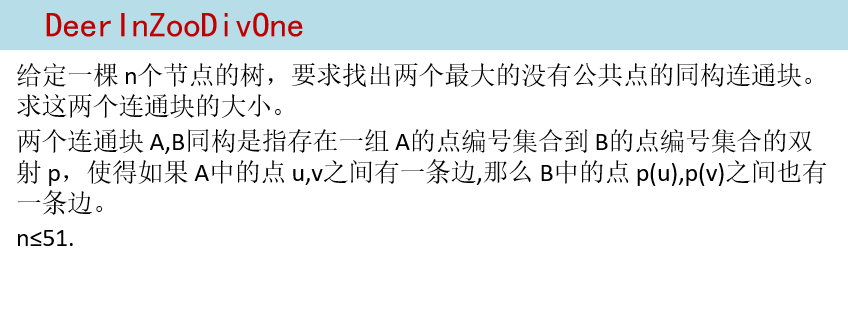 DeerInZooDivOne
给定一棵 n个节点的树，要求找出两个最大的没有公共点的同构连通块。
求这两个连通块的大小。
两个连通块 A,B同构是指存在一组 A的点编号集合到 B的点编号集合的双
射 p，使得如果 A中的点 u,v之间有一条边,那么 B中的点 p(u),p(v)之间也有
一条边。
n≤51.